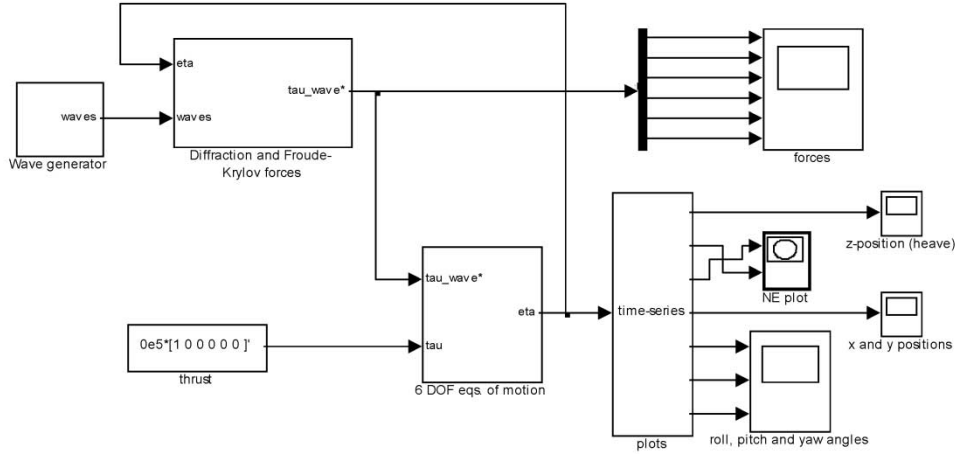 eta
tau_wave*
waves
waves
Wave generator
Diffraction and Froude-
Krylov forces
forces
z-position (heave)
tau_wave*
NE plot
eta
time-series
0e5*[1 0 0 0 0 0 ]'
tau
x and y positions
thrust
6 DOF eqs. of motion
plots
roll, pitch and yaw angles